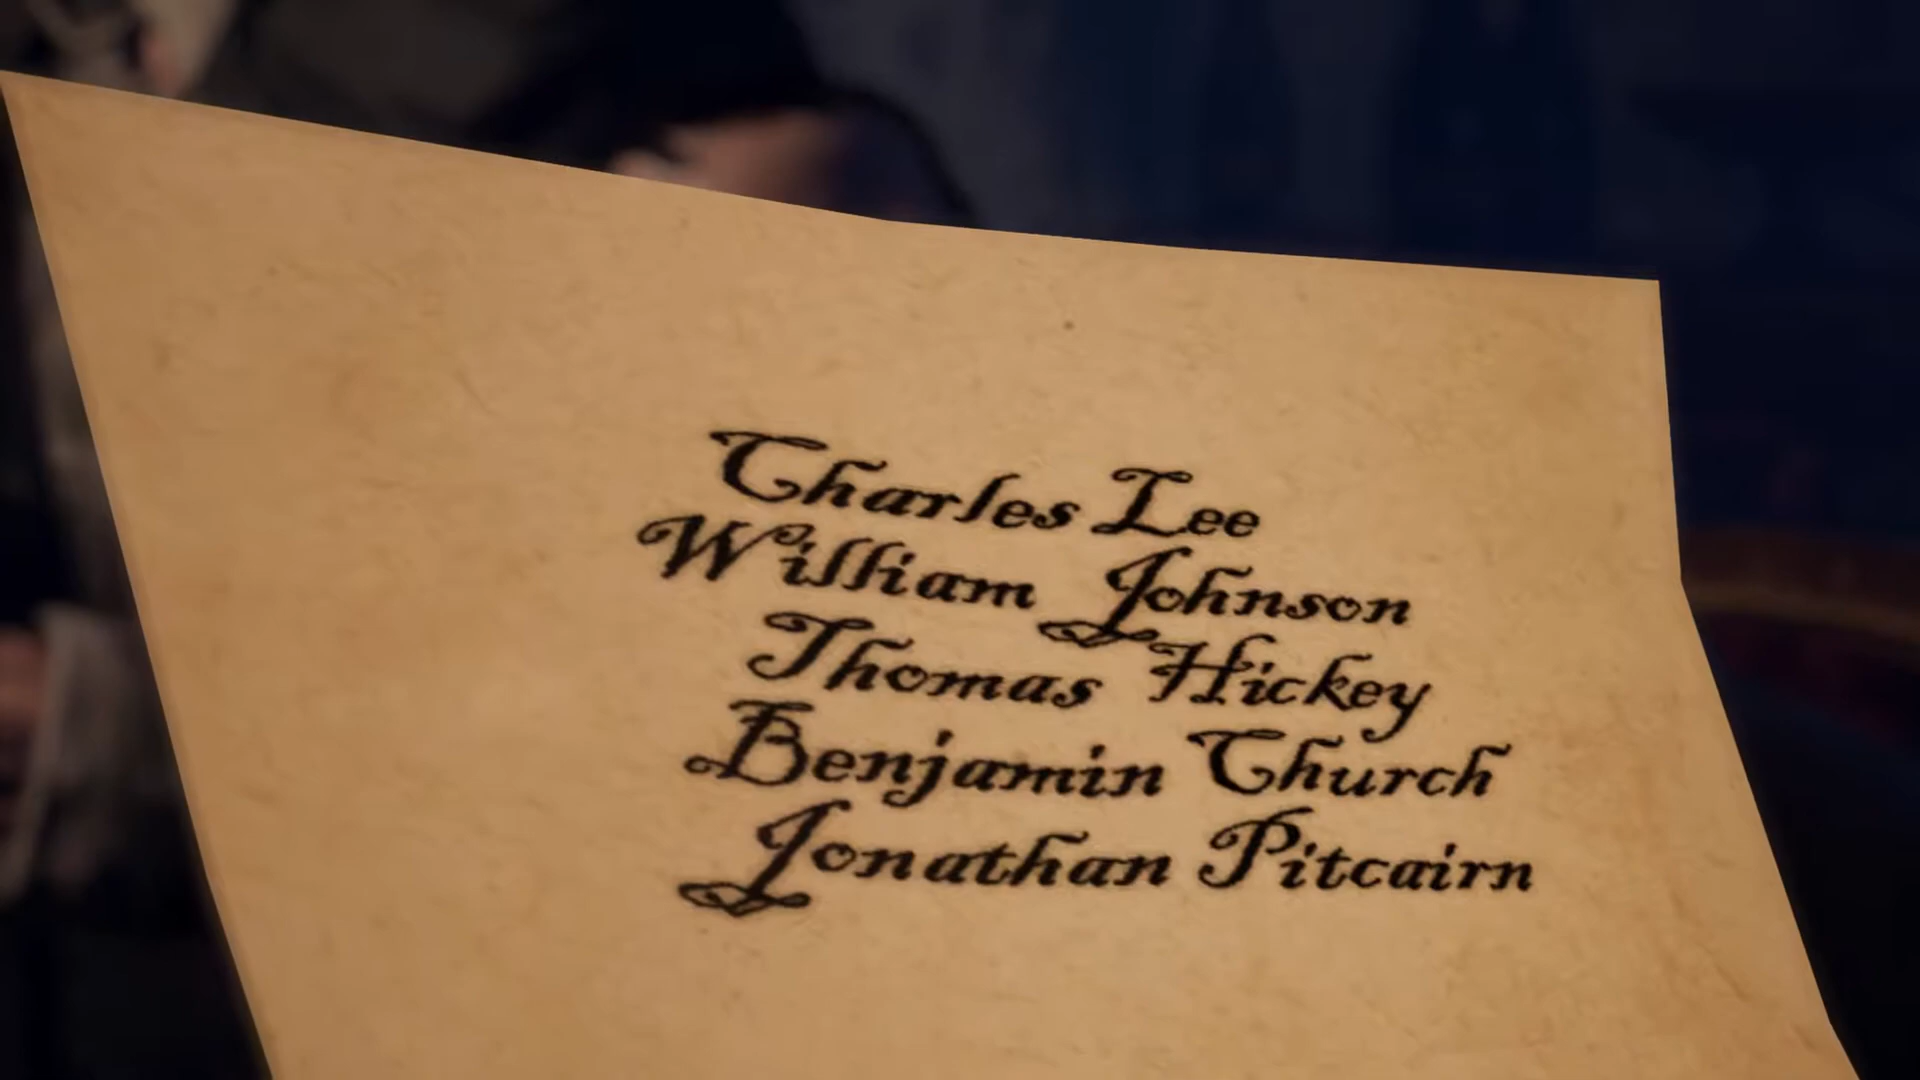 Charles Lee
William Johnson
Thomas Hickey
Benjamin Church
Jonathan Pitcairn